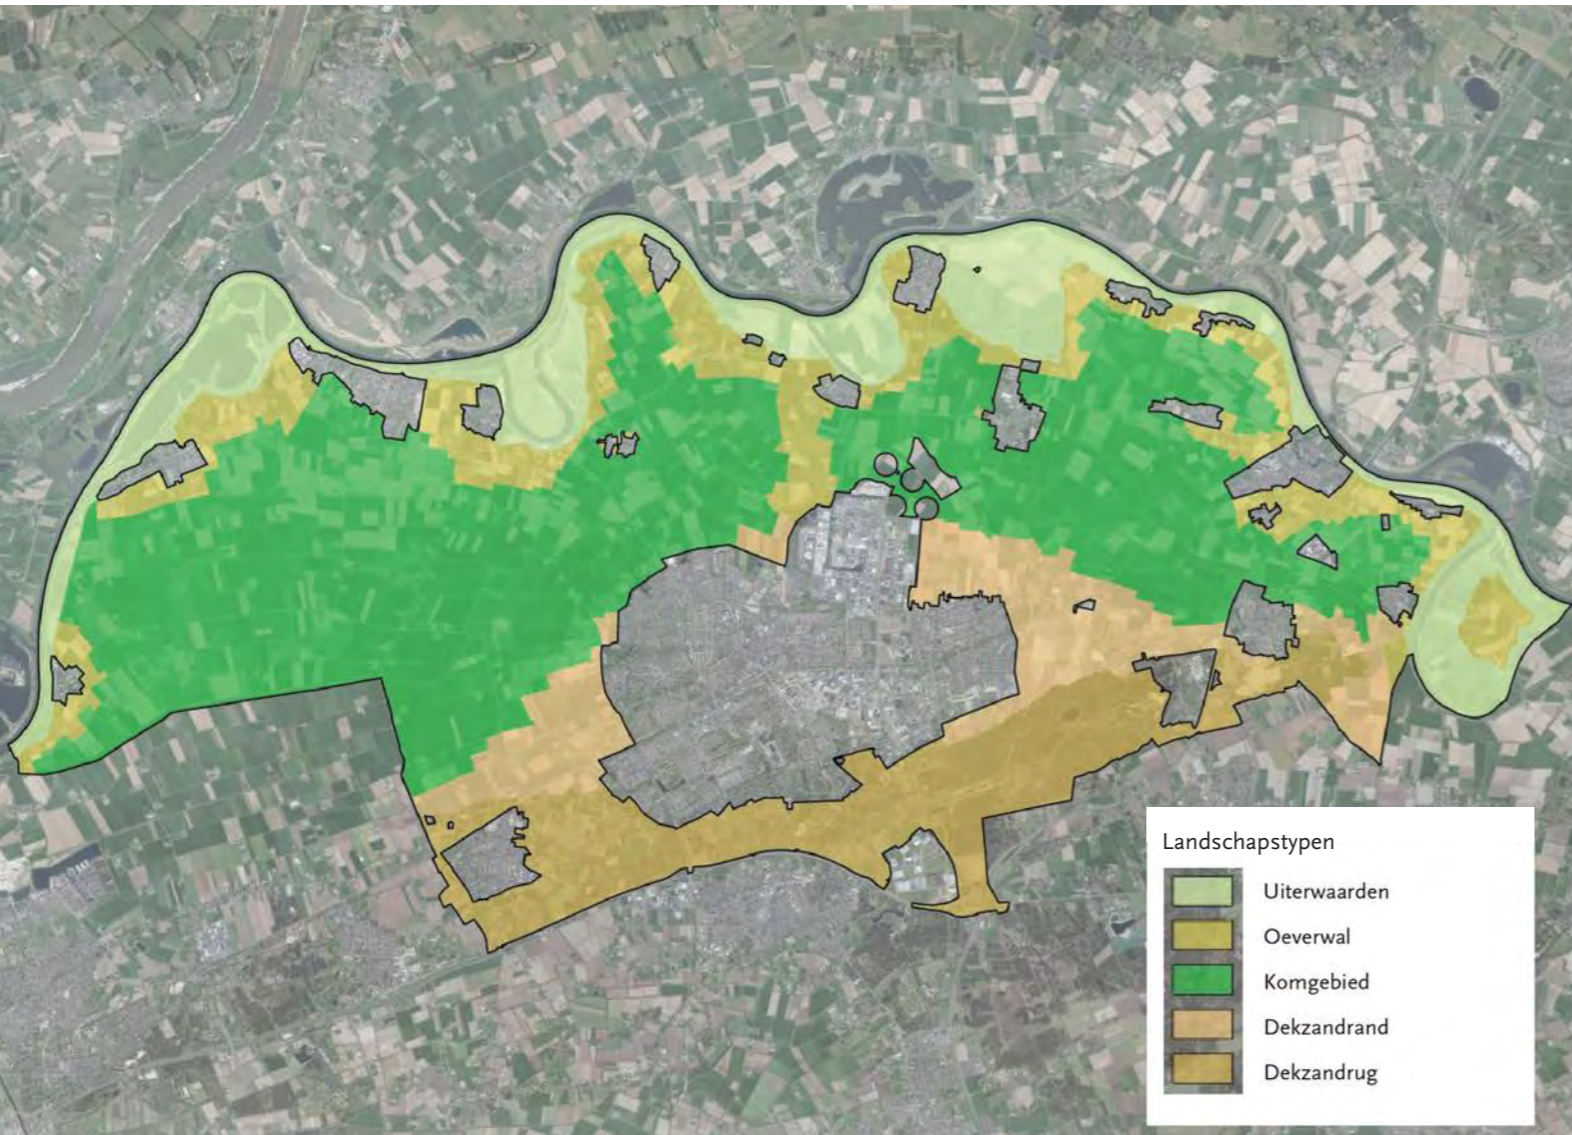 Landschapstypen
Uiterwaarden
Oeverwal
Komgebied
Dekzandrand
Dekzandrug